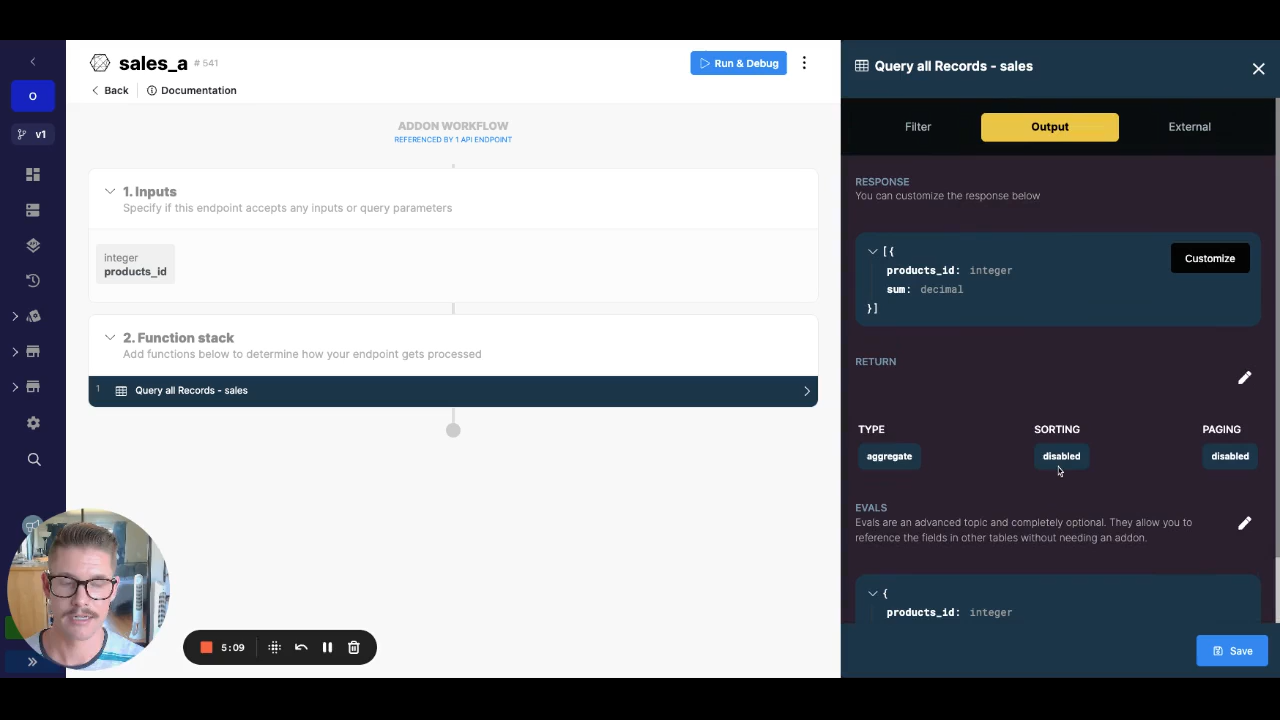 O
v1
sales_a # 541
Run & Debug
Back
Documentation
ADDON WORKFLOW
REFERENCED BY 1 API ENDPOINT
1. Inputs
Specify if this endpoint accepts any inputs or query parameters
integer
products_id
2. Function stack
Add functions below to determine how your endpoint gets processed
1 Query all Records - sales
5:09
Query all Records - sales
Filter
Output
External
RESPONSE
You can customize the response below
[{
products_id: integer
sum: decimal
}]
Customize
RETURN
TYPE SORTING PAGING
aggregate disabled disabled
EVALS
Evals are an advanced topic and completely optional. They allow you to
reference the fields in other tables without needing an addon.
{
products_id: integer
Save